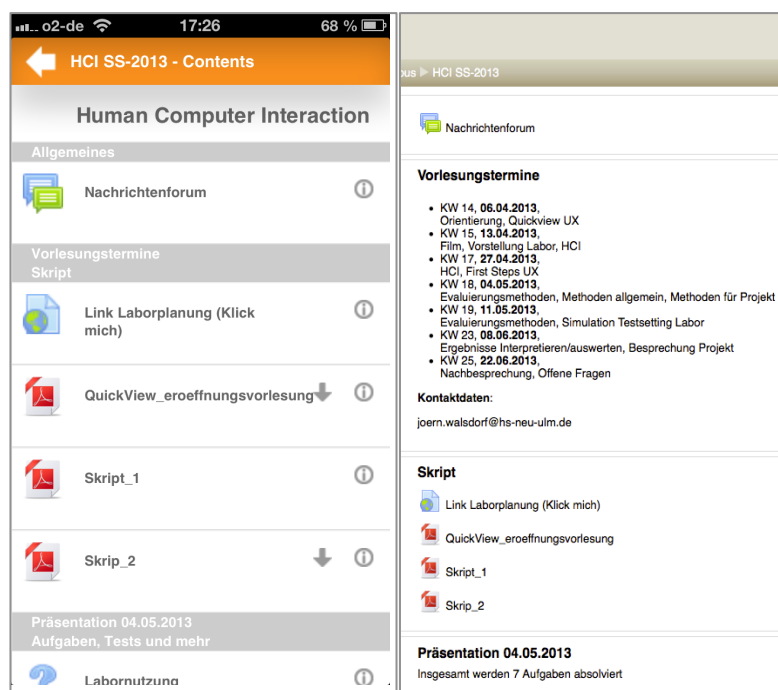 o2-de 17:26 68 %
HCI SS-2013 - Contents
Human Computer Interaction
Allgemeines
Nachrichtenforum
Vorlesungstermine
Skript
Link Laborplanung (Klick
mich)
QuickView_eroeffnungsvorlesung
Skript_1
Skrip_2
Präsentation 04.05.2013
Aufgaben, Tests und mehr
Labornutzung
HCI SS-2013
Nachrichtenforum
Vorlesungstermine
• KW 14, 06.04.2013,
Orientierung, Quickview UX
• KW 15, 13.04.2013,
Film, Vorstellung Labor, HCI
• KW 17, 27.04.2013,
HCI, First Steps UX
• KW 18, 04.05.2013,
Evaluierungsmethoden, Methoden allgemein, Methoden für Projekt
• KW 19, 11.05.2013,
Evaluierungsmethoden, Simulation Testsetting Labor
• KW 23, 08.06.2013,
Ergebnisse Interpretieren/auswerten, Besprechung Projekt
• KW 25, 22.06.2013,
Nachbesprechung, Offene Fragen
Kontaktdaten:
joern.walsdorf@hs-neu-ulm.de
Skript
Link Laborplanung (Klick mich)
QuickView_eroeffnungsvorlesung
Skript_1
Skrip_2
Präsentation 04.05.2013
Insgesamt werden 7 Aufgaben absolviert